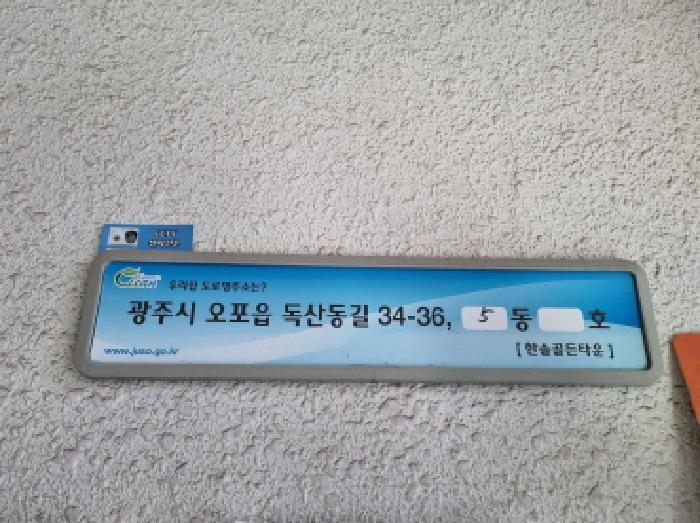 우리집 도로명주소는?
광주시 오포읍 독산동길 34-36, 5 동 호
www.juso.go.kr
[한솔골든타운]